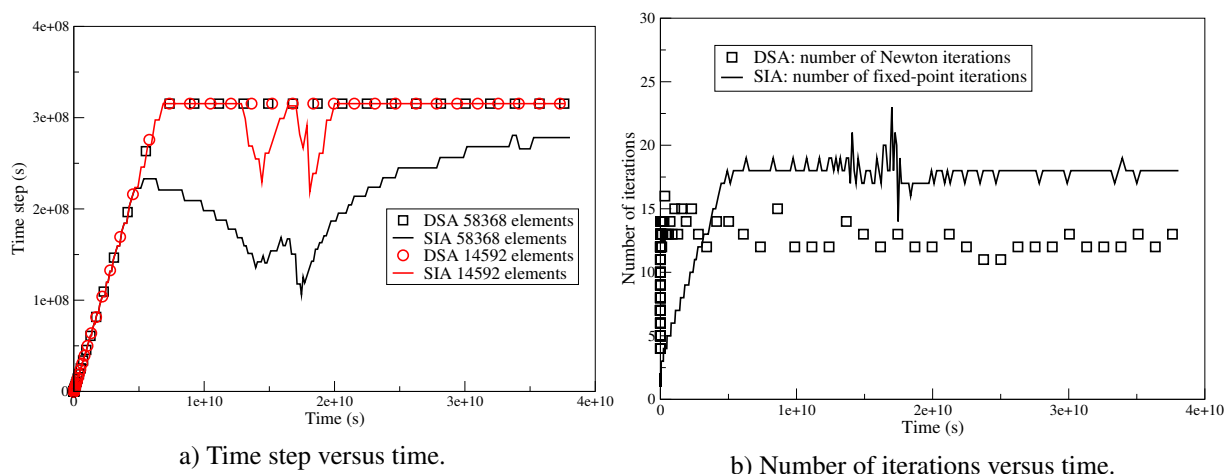 4e+08
3e+08
2e+08
1e+08
0
Time step (s)
DSA 58368 elements
SIA 58368 elements
DSA 14592 elements
SIA 14592 elements
0
1e+10
2e+10
3e+10
4e+10
Time (s)
a) Time step versus time.
30
25
20
15
10
5
0
Number of iterations
DSA: number of Newton iterations
SIA: number of fixed-point iterations
0
1e+10
2e+10
3e+10
4e+10
Time (s)
b) Number of iterations versus time.